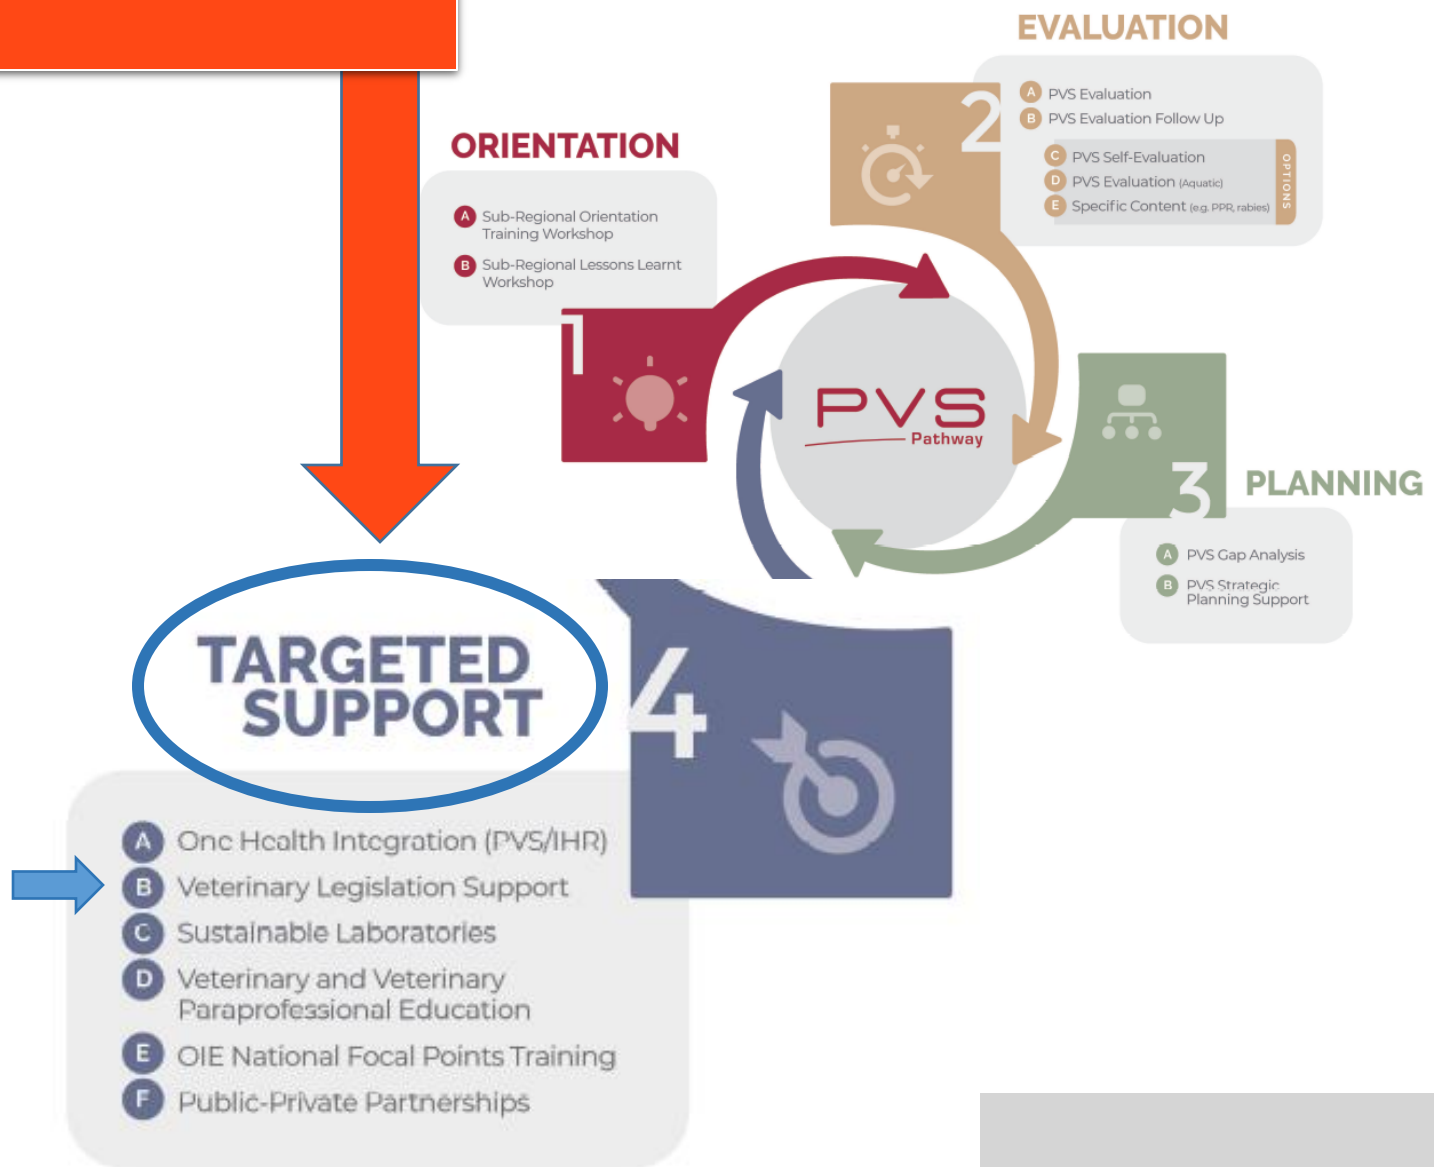 EVALUATION
2
A PVS Evaluation
B PVS Evaluation Follow Up
C PVS Self-Evaluation
D PVS Evaluation (Aquatic)
E Specific Content (e.g. PPR, rabies)
OPTIONS
ORIENTATION
A Sub-Regional Orientation
Training Workshop
B Sub-Regional Lessons Learnt
Workshop
1
PVS
Pathway
3
PLANNING
A PVS Gap Analysis
B PVS Strategic
Planning Support
TARGETED
SUPPORT
4
A One Health Integration (PVS/IHR)
B Veterinary Legislation Support
C Sustainable Laboratories
D Veterinary and Veterinary
Paraprofessional Education
E OIE National Focal Points Training
F Public-Private Partnerships